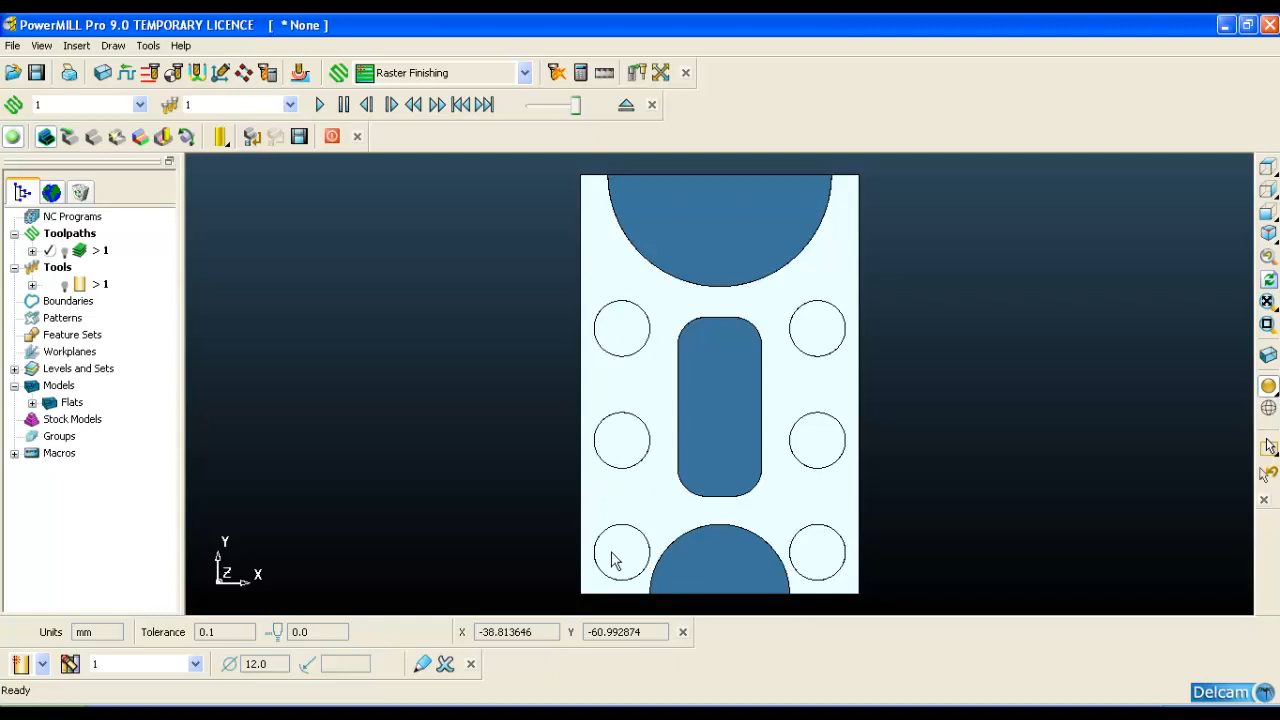 PowerMILL Pro 9.0 TEMPORARY LICENCE [ * None ]
File View Insert Draw Tools Help
Raster Finishing
1 1
NC Programs
Toolpaths
> 1
Tools
> 1
Boundaries
Patterns
Feature Sets
Workplanes
Levels and Sets
Models
Flats
Stock Models
Groups
Macros
Y
Z X
Units mm Tolerance 0.1 0.0 X -38.813646 Y -60.992874
1 12.0
Ready Delcam